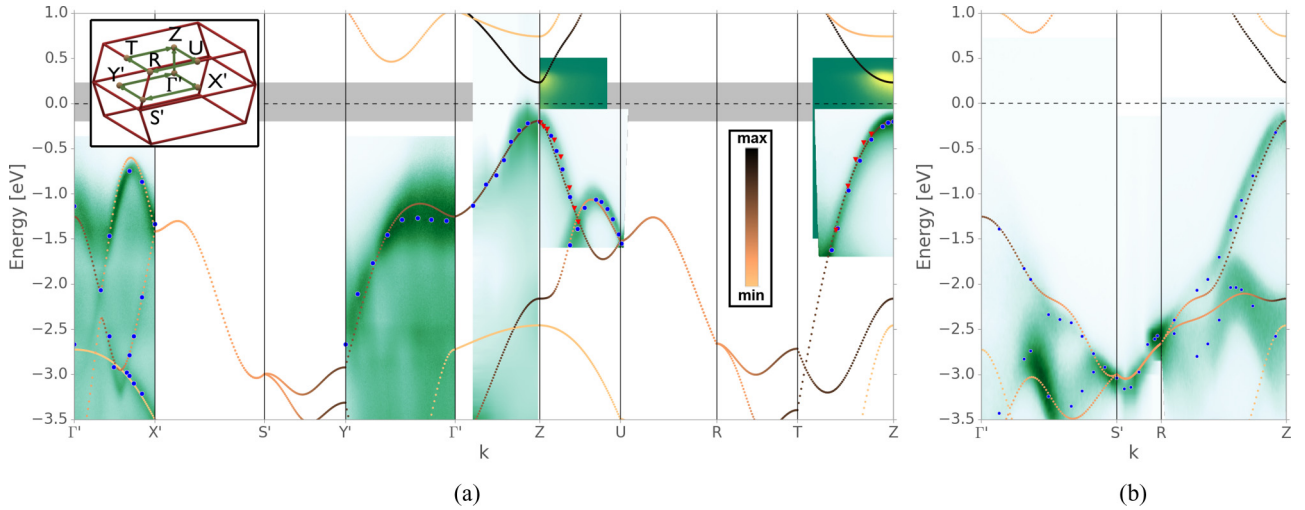 1.0
0.5
0.0
−0.5
−1.0
−1.5
−2.0
−2.5
−3.0
−3.5
Energy [eV]
Z
T
R
U
Y'
Γ'
X'
S'
max
min
Γ'
X'
S'
Y'
Γ'
Z
U
R
T
Z
k
(a)
1.0
0.5
0.0
−0.5
−1.0
−1.5
−2.0
−2.5
−3.0
−3.5
Energy [eV]
Γ'
S'
R
Z
k
(b)